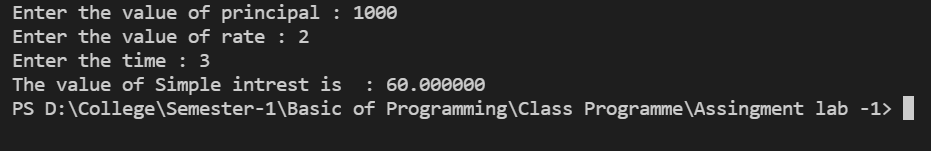 Enter the value of principal : 1000
Enter the value of rate : 2
Enter the time : 3
The value of Simple intrest is  : 60.000000
PS D:\College\Semester-1\Basic of Programming\Class Programme\Assingment lab -1>